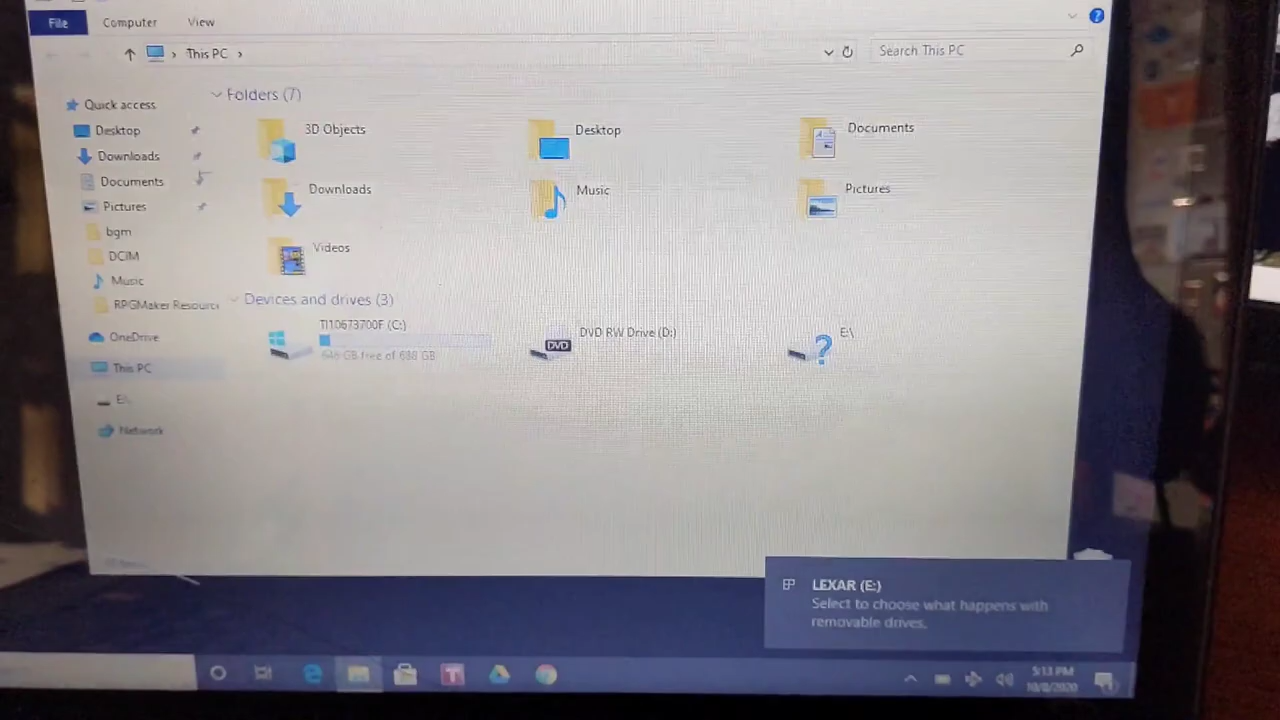 File Computer View
This PC
Search This PC
Quick access
Desktop
Downloads
Documents
Pictures
bgm
DCIM
Music
RPGMaker Resourc
OneDrive
This PC
E:\
Network
Folders (7)
3D Objects
Desktop
Documents
Downloads
Music
Pictures
Videos
Devices and drives (3)
TI10673700F (C:)
646 GB free of 688 GB
DVD
DVD RW Drive (D:)
E:\
LEXAR (E:)
Select to choose what happens with
removable drives.
5:13 PM
10/8/2020